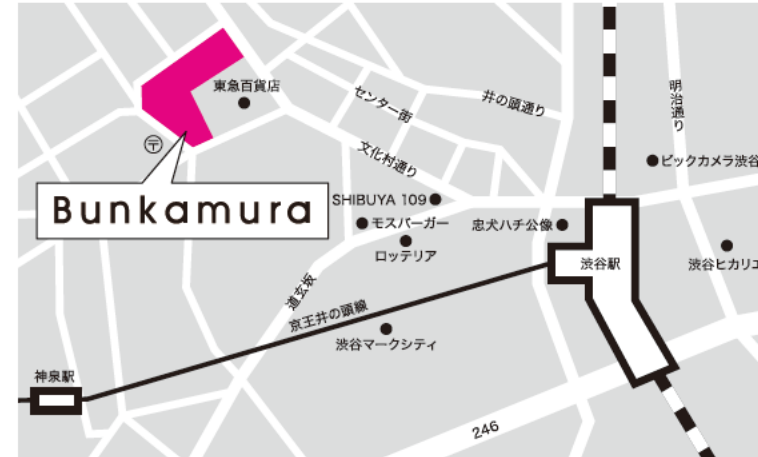 東急百貨店
センター街
井の頭通り
明治通り
文化村通り
〒
ビックカメラ渋谷
Bunkamura
SHIBUYA 109
モスバーガー
忠犬ハチ公像
ロッテリア
渋谷駅
渋谷ヒカリエ
道玄坂
京王井の頭線
渋谷マークシティ
神泉駅
246